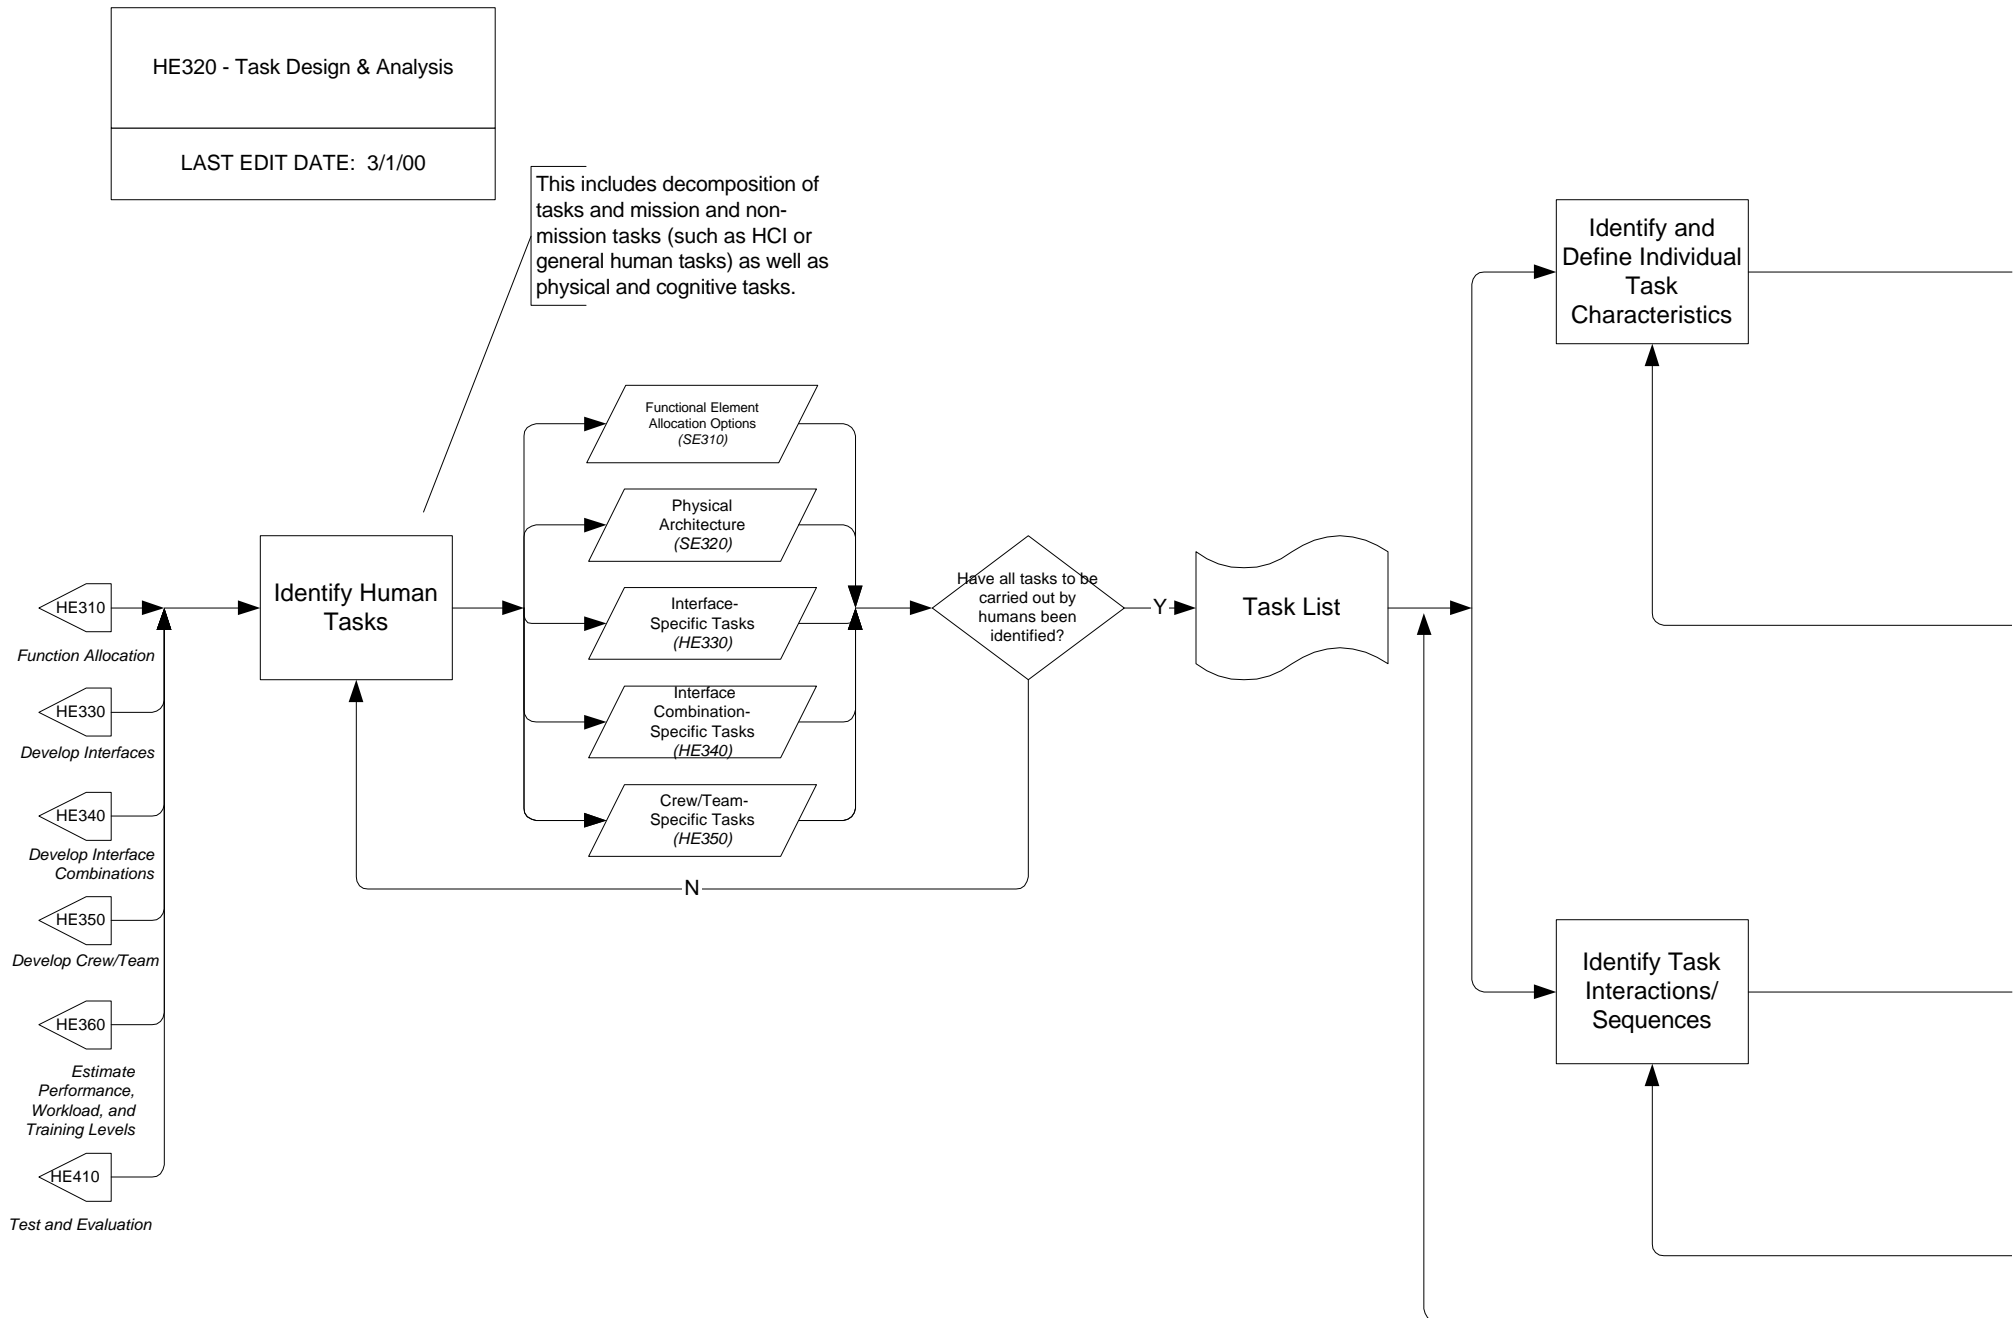 HE320 - Task Design & Analysis
LAST EDIT DATE: 3/1/00
This includes decomposition of
tasks and mission and non-
mission tasks (such as HCI or
general human tasks) as well as
physical and cognitive tasks.
HE310
Function Allocation
HE330
Develop Interfaces
HE340
Develop Interface
Combinations
HE350
Develop Crew/Team
HE360
Estimate
Performance,
Workload, and
Training Levels
HE410
Test and Evaluation
Identify Human
Tasks
Functional Element
Allocation Options
(SE310)
Physical
Architecture
(SE320)
Interface-
Specific Tasks
(HE330)
Interface
Combination-
Specific Tasks
(HE340)
Crew/Team-
Specific Tasks
(HE350)
Have all tasks to be
carried out by
humans been
identified?
Y
N
Task List
Identify and
Define Individual
Task
Characteristics
Identify Task
Interactions/
Sequences